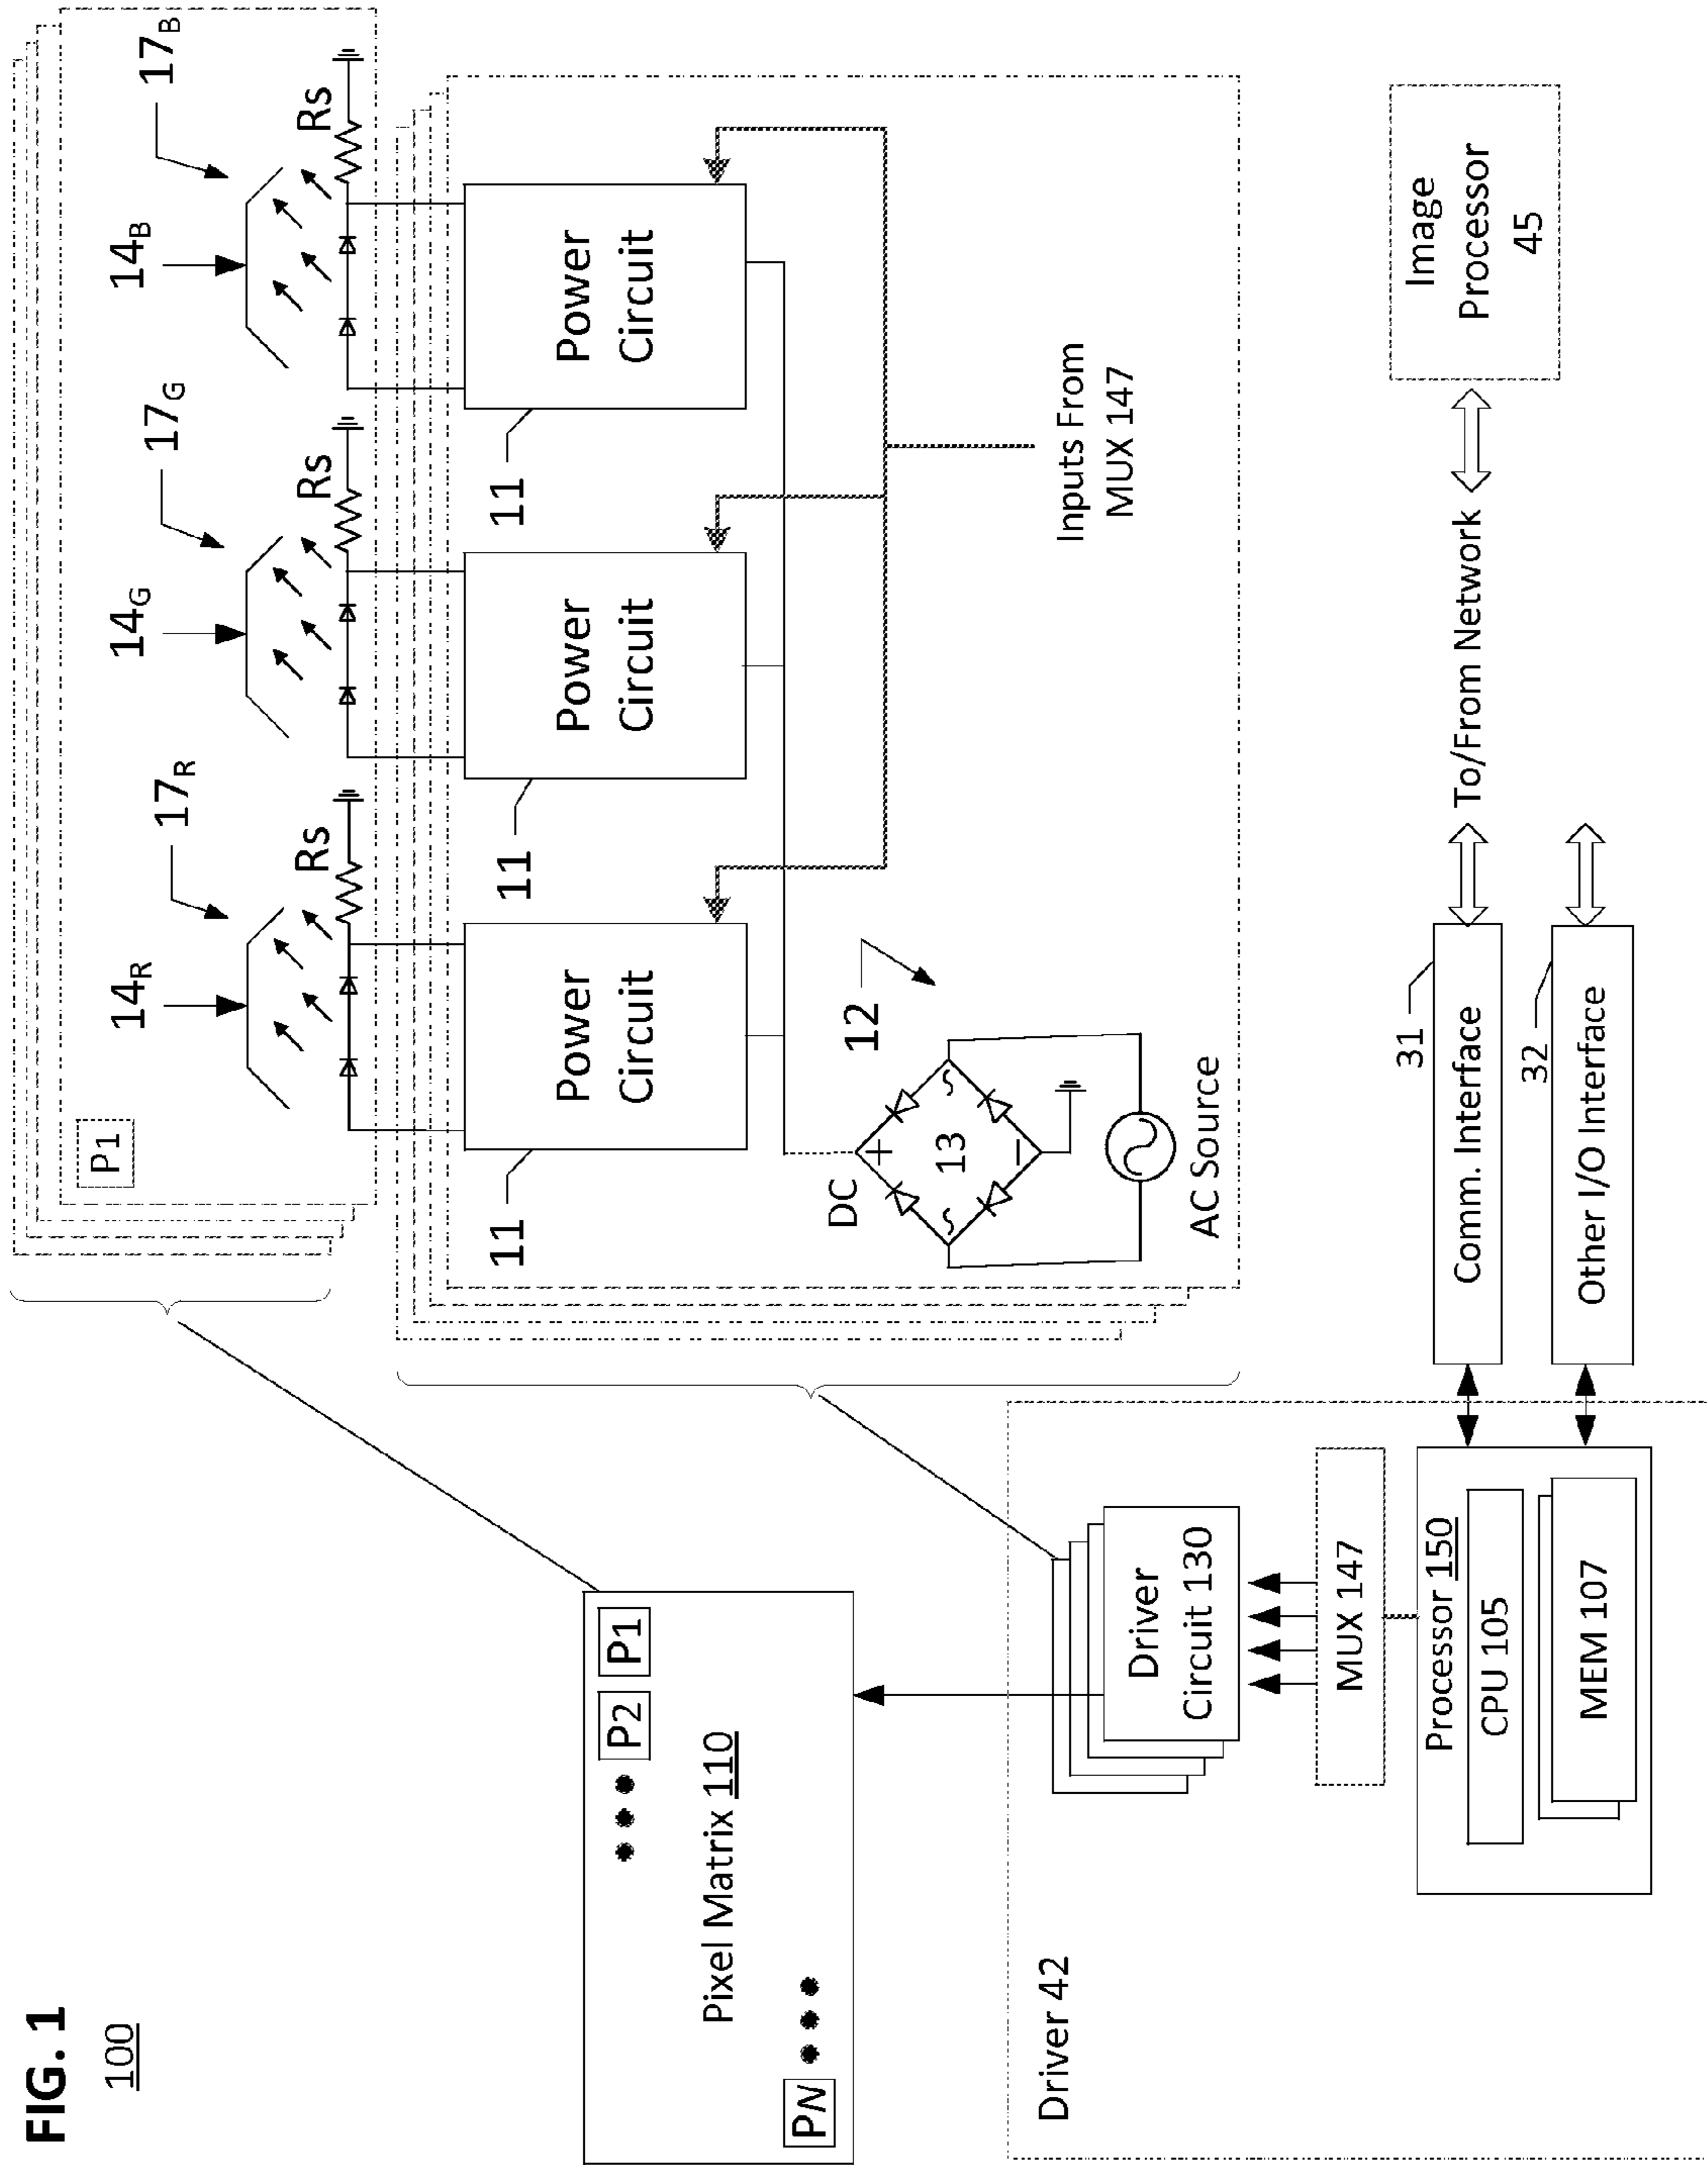 FIG. 1
100
P1
14R
17R
Rs
14G
17G
Rs
14B
17B
Rs
Power
Circuit
11
Power
Circuit
11
Power
Circuit
11
DC
12
+
13
–
AC Source
Inputs From
MUX 147
P1
P2
Pixel Matrix 110
PN
Driver 42
Driver
Circuit 130
MUX 147
Processor 150
CPU 105
MEM 107
31
Comm. Interface
To/From Network
Image
Processor
45
32
Other I/O Interface